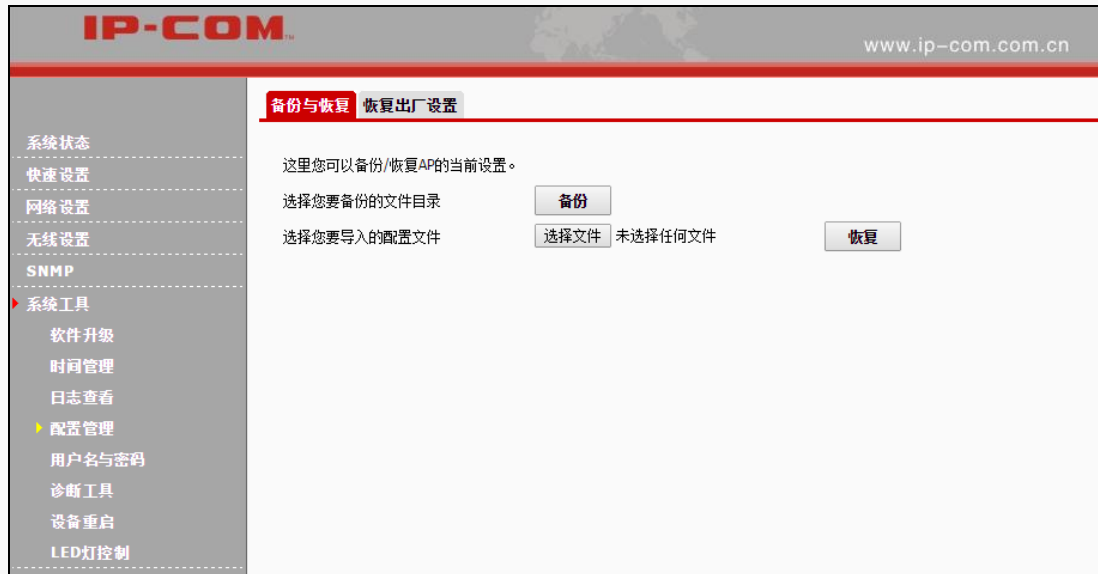 IP-COM
www.ip-com.com.cn
备份与恢复 恢复出厂设置
系统状态
快速设置
网络设置
无线设置
SNMP
系统工具
软件升级
时间管理
日志查看
配置管理
用户名与密码
诊断工具
设备重启
LED灯控制
这里您可以备份/恢复AP的当前设置。
选择您要备份的文件目录 备份
选择您要导入的配置文件 选择文件 未选择任何文件 恢复